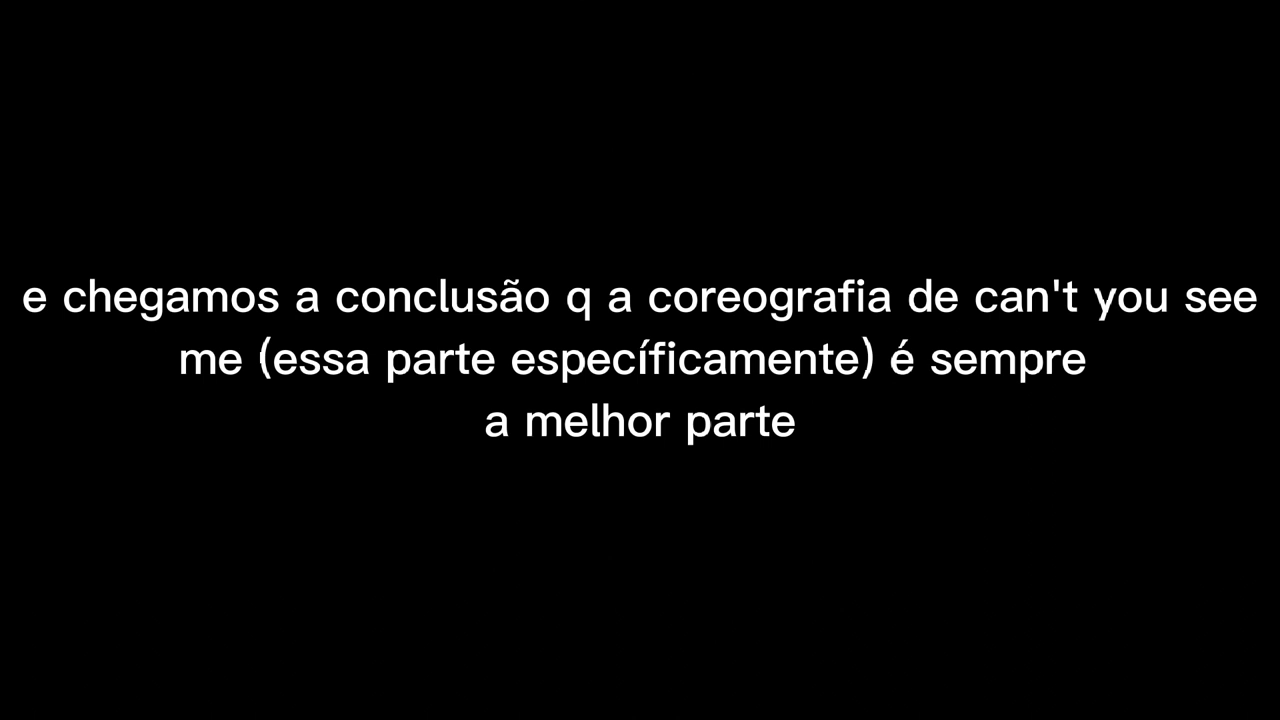 e chegamos a conclusão q a coreografia de can't you see
me (essa parte específicamente) é sempre
a melhor parte